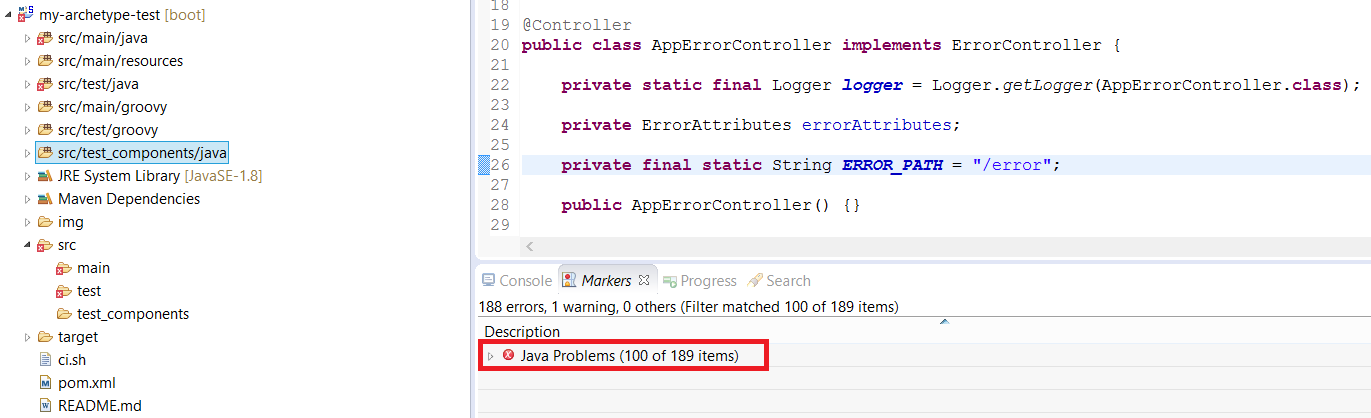 my-archetype-test [boot]
src/main/java
src/main/resources
src/test/java
src/main/groovy
src/test/groovy
src/test_components/java
JRE System Library [JavaSE-1.8]
Maven Dependencies
img
src
main
test
test_components
target
ci.sh
pom.xml
README.md
18
19 @Controller
20 public class AppErrorController implements ErrorController {
21
22 private static final Logger logger = Logger.getLogger(AppErrorController.class);
23
24 private ErrorAttributes errorAttributes;
25
26 private final static String ERROR_PATH = "/error";
27
28 public AppErrorController() {}
29
Console Markers Progress Search
188 errors, 1 warning, 0 others (Filter matched 100 of 189 items)
Description
Java Problems (100 of 189 items)